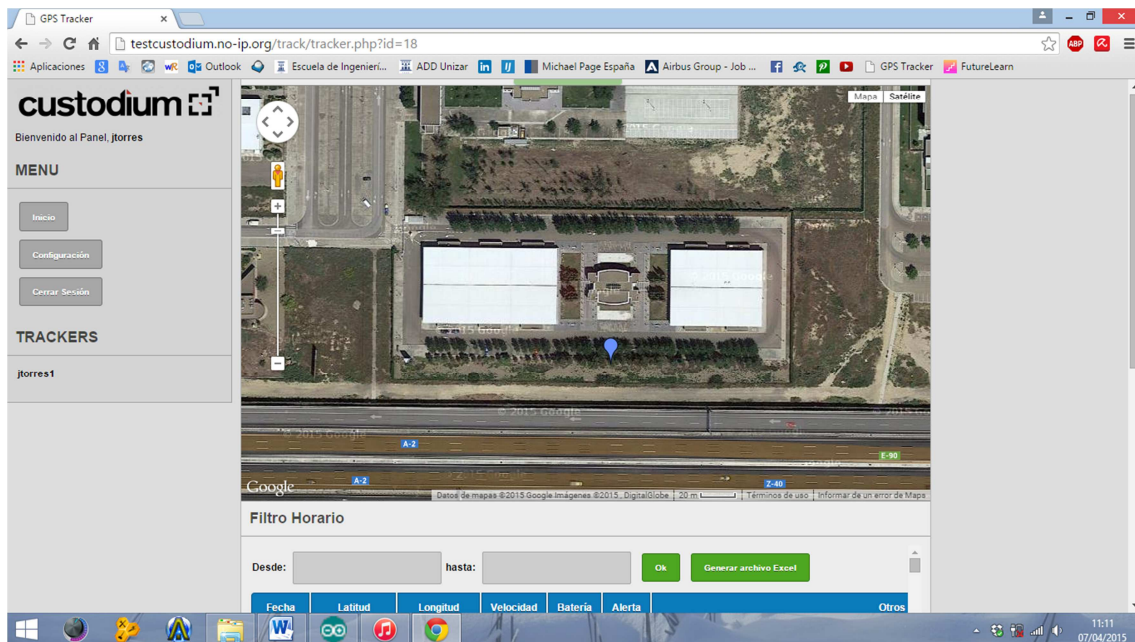 GPS Tracker
testcustodium.no-ip.org/track/tracker.php?id=18
ABP
Aplicaciones
Outlook
Escuela de Ingenierí...
ADD Unizar
Michael Page España
Airbus Group - Job ...
GPS Tracker
FutureLearn
custodium
Bienvenido al Panel, jtorres
MENU
Inicio
Configuración
Cerrar Sesión
TRACKERS
jtorres1
Mapa Satélite
© 2015 Google
A-2
E-90
A-2
Z-40
Google
Datos de mapas ©2015 Google Imágenes ©2015, DigitalGlobe 20 m Términos de uso Informar de un error de Maps
Filtro Horario
Desde: hasta: Ok Generar archivo Excel
Fecha Latitud Longitud Velocidad Batería Alerta Otros
11:11
07/04/2015